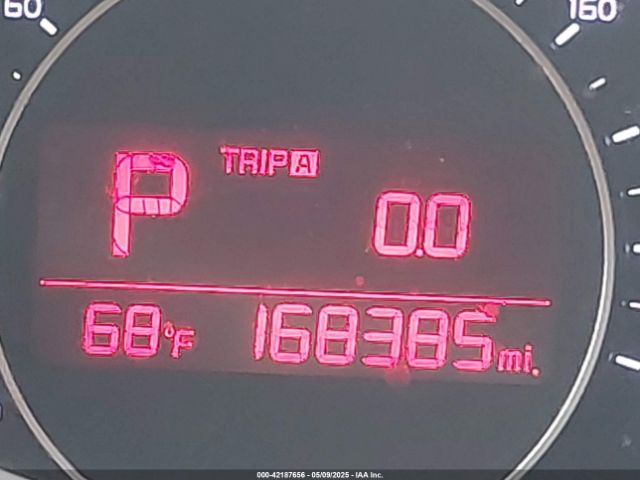 60 160
TRIP A
P 0.0
68°F 168385 mi.
000-42187656 - 05/09/2025 - IAA Inc.